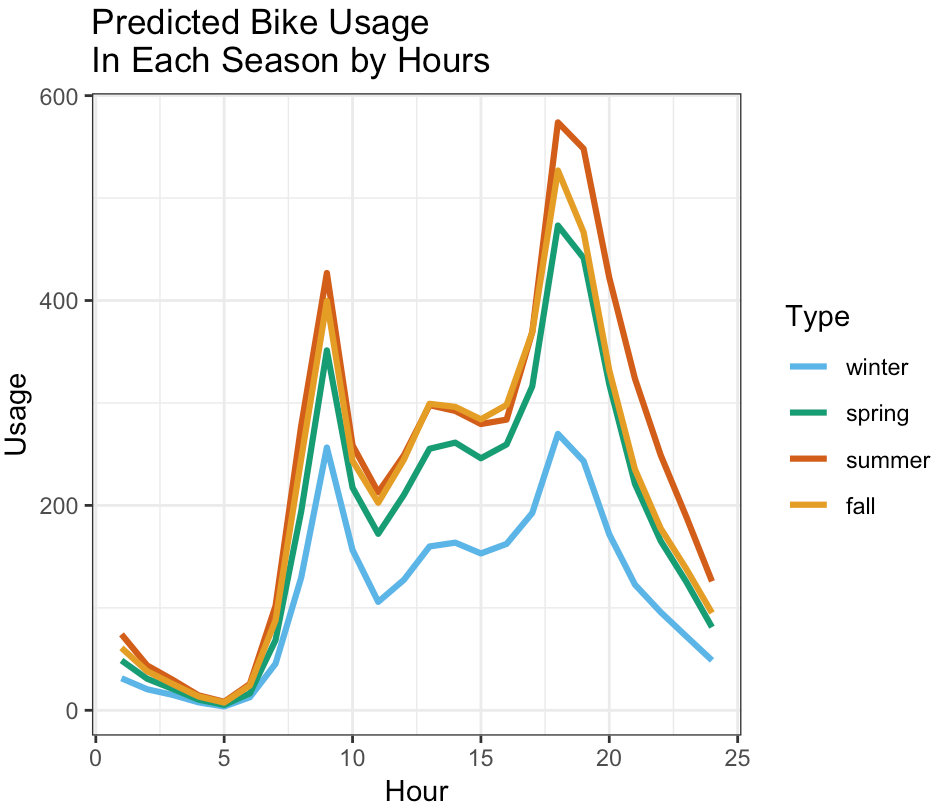 Predicted Bike Usage
In Each Season by Hours
600
400
200
0
Usage
0 5 10 15 20 25
Hour
Type
winter
spring
summer
fall